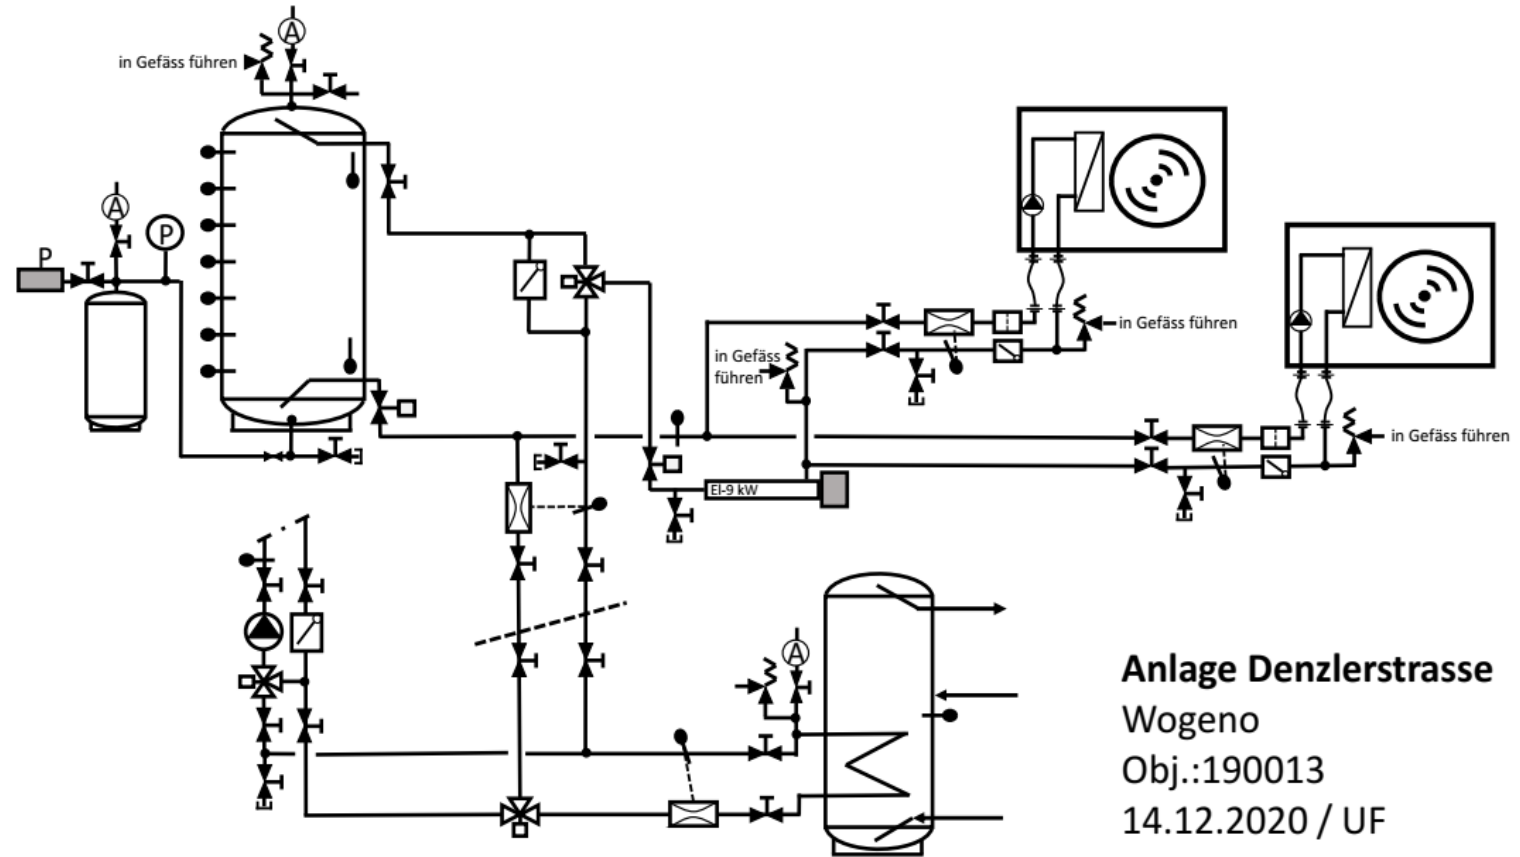 A
in Gefäss führen
A
P
P
in Gefäss führen
in Gefäss
führen
in Gefäss führen
El-9 kW
A
Anlage Denzlerstrasse
Wogeno
Obj.:190013
14.12.2020 / UF